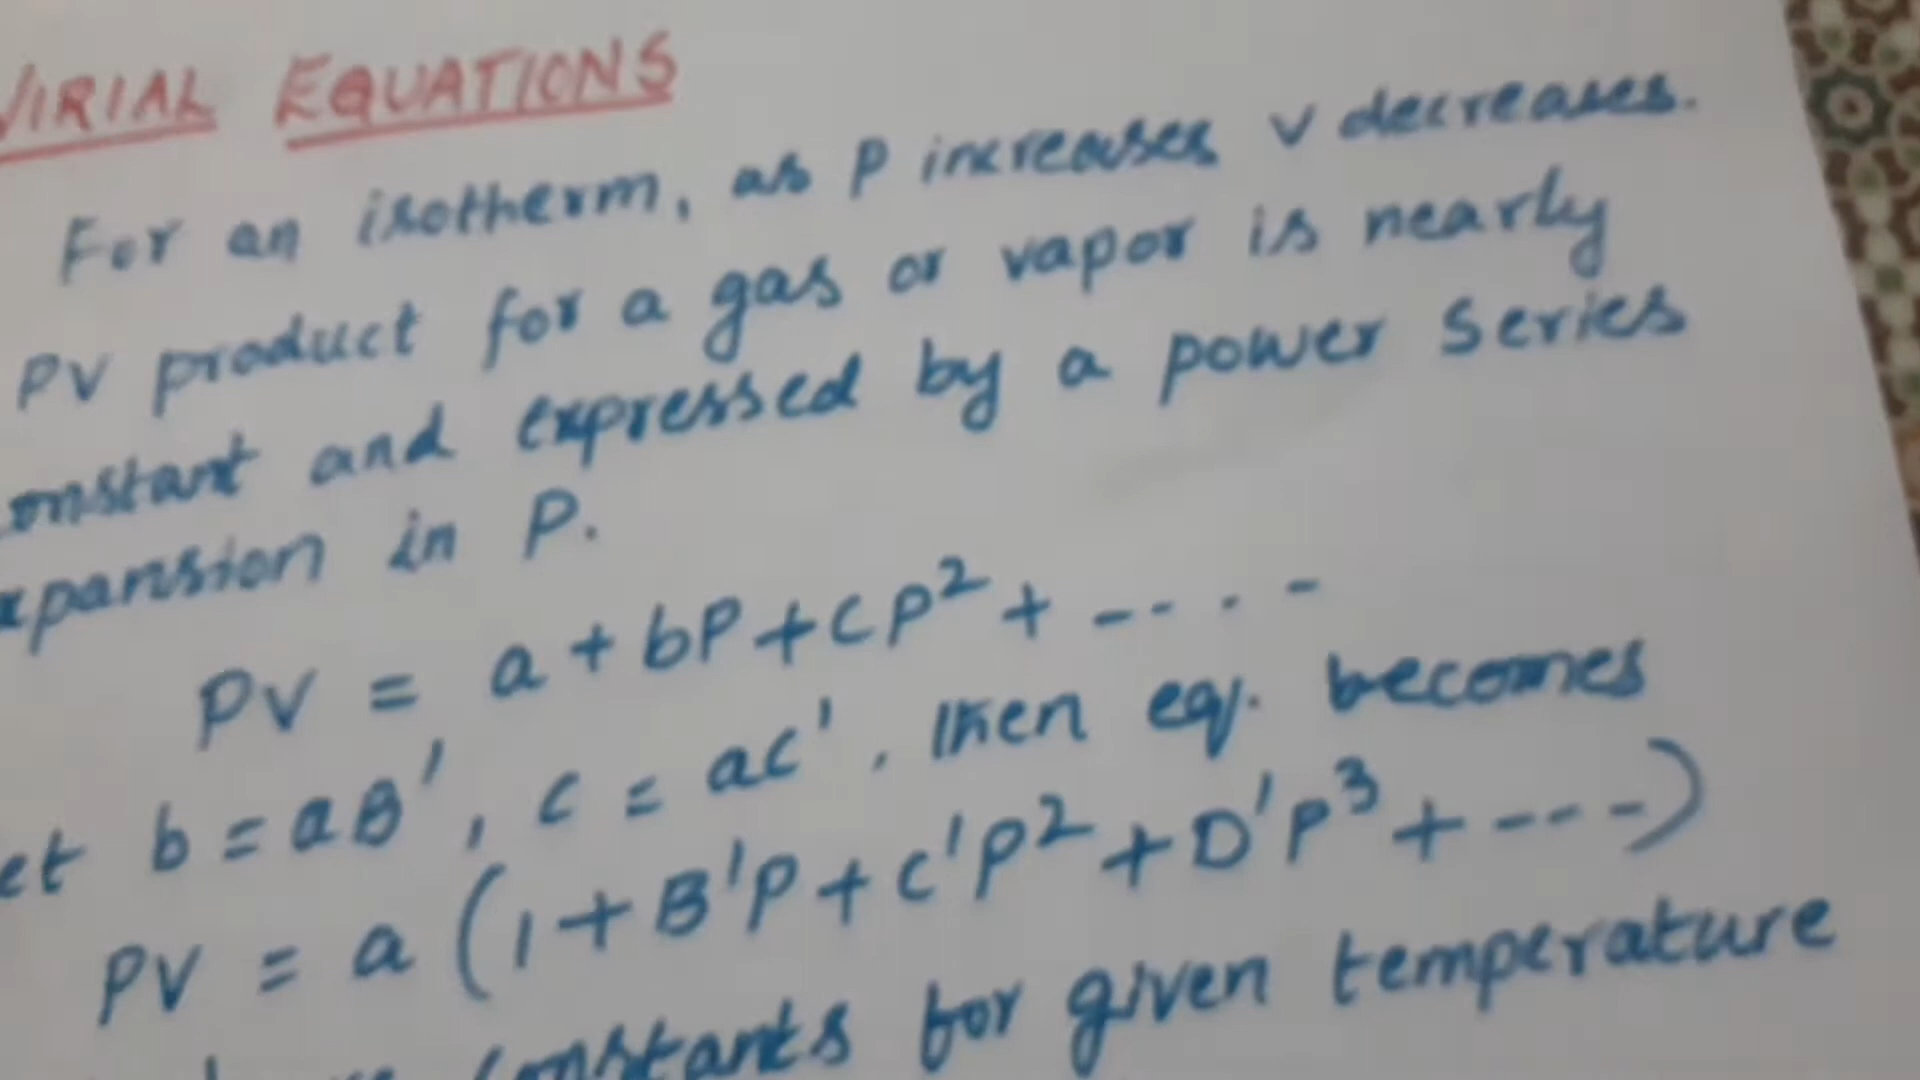 VIRIAL EQUATIONS
For an isotherm, as P increases V decreases.
PV product for a gas or vapor is nearly
onstant and expressed by a power series
xpansion in P.
PV = a + bP + CP² + - - . . -
et b = aB', c = aC', then eq. becomes
PV = a (1 + B'P + C'P² + D'P³ + - - - -)
constants for given temperature